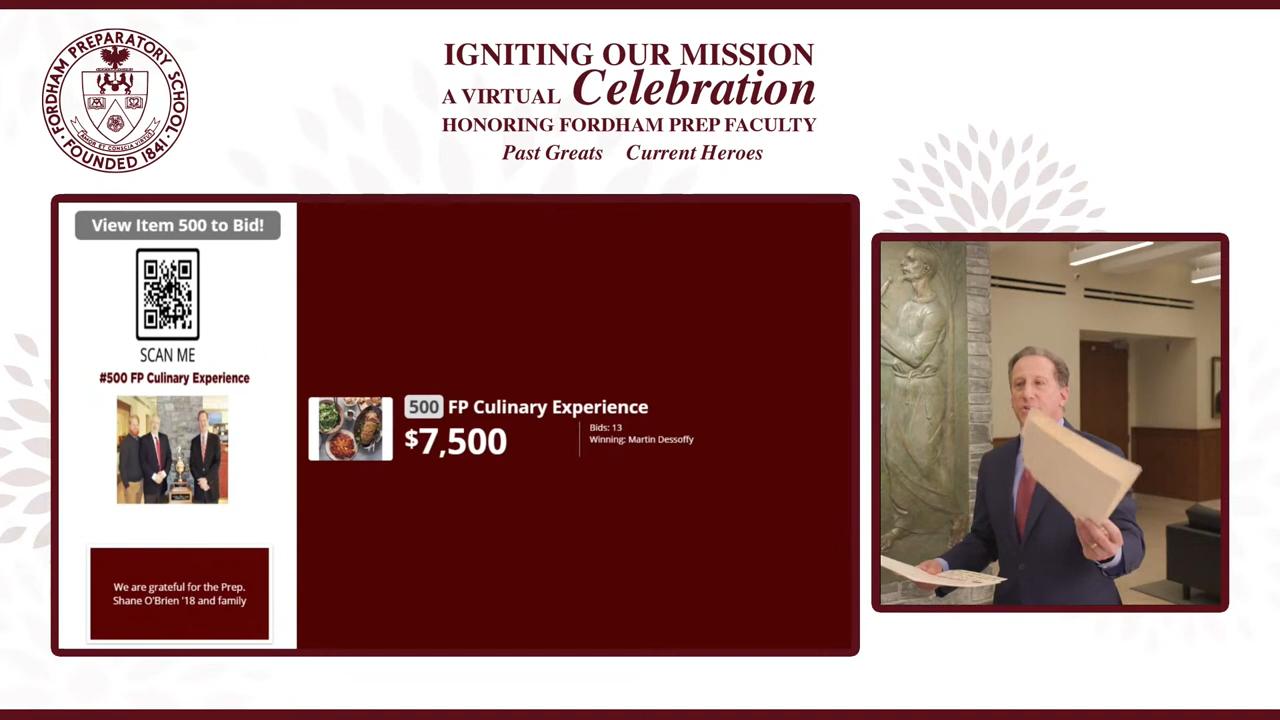 FORDHAM PREPARATORY SCHOOL
FOUNDED 1841
IGNITING OUR MISSION
A VIRTUAL Celebration
HONORING FORDHAM PREP FACULTY
Past Greats Current Heroes
View Item 500 to Bid!
SCAN ME
#500 FP Culinary Experience
500 FP Culinary Experience
$7,500
Bids: 13
Winning: Martin Dessoffy
We are grateful for the Prep.
Shane O'Brien '18 and family